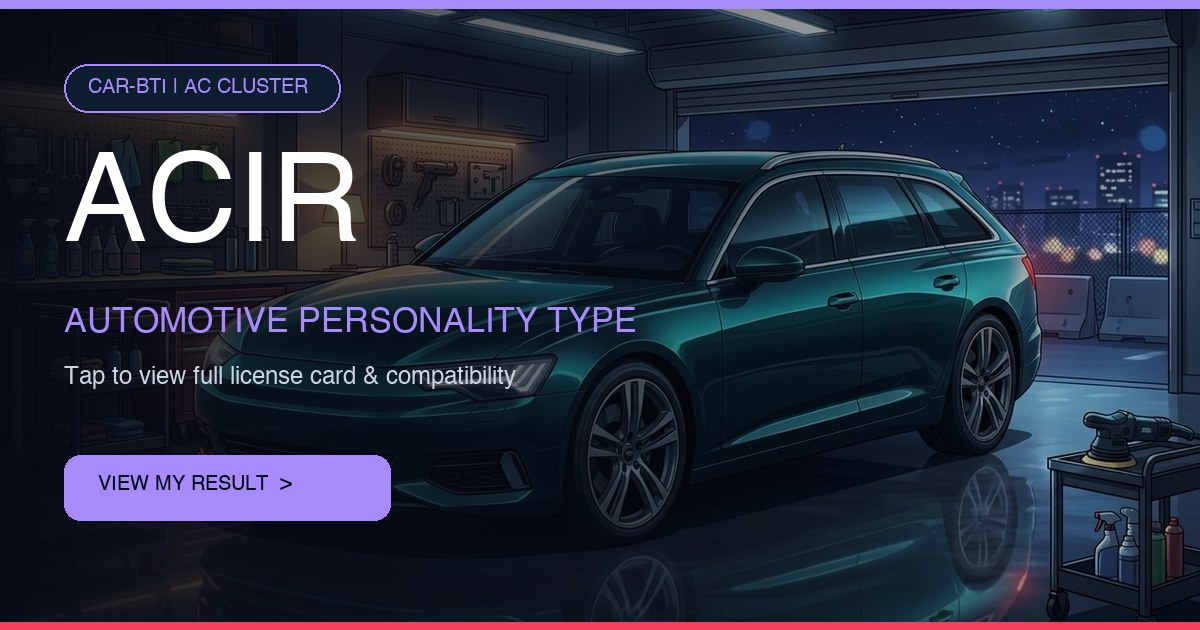 CAR-BTI | AC CLUSTER
ACIR
AUTOMOTIVE PERSONALITY TYPE
Tap to view full license card & compatibility
VIEW MY RESULT >